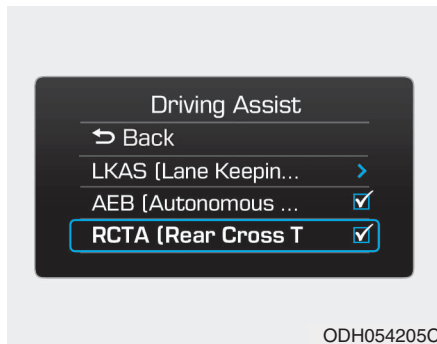 Driving Assist
Back
LKAS (Lane Keepin...
AEB (Autonomous ...
RCTA (Rear Cross T
ODH054205C